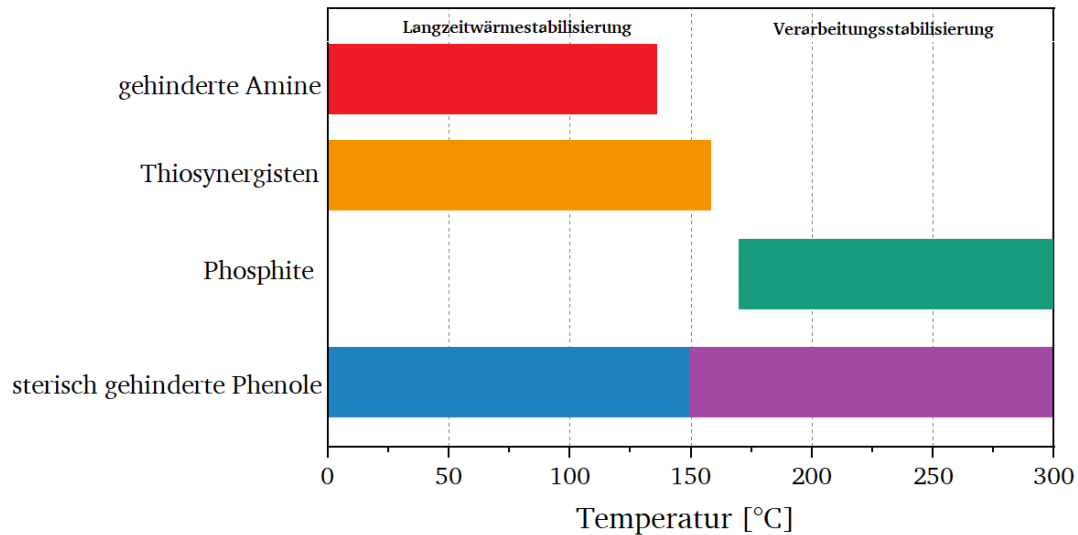 Langzeitwärmestabilisierung
Verarbeitungsstabilisierung
gehinderte Amine
Thiosynergisten
Phosphite
sterisch gehinderte Phenole
0 50 100 150 200 250 300
Temperatur [°C]